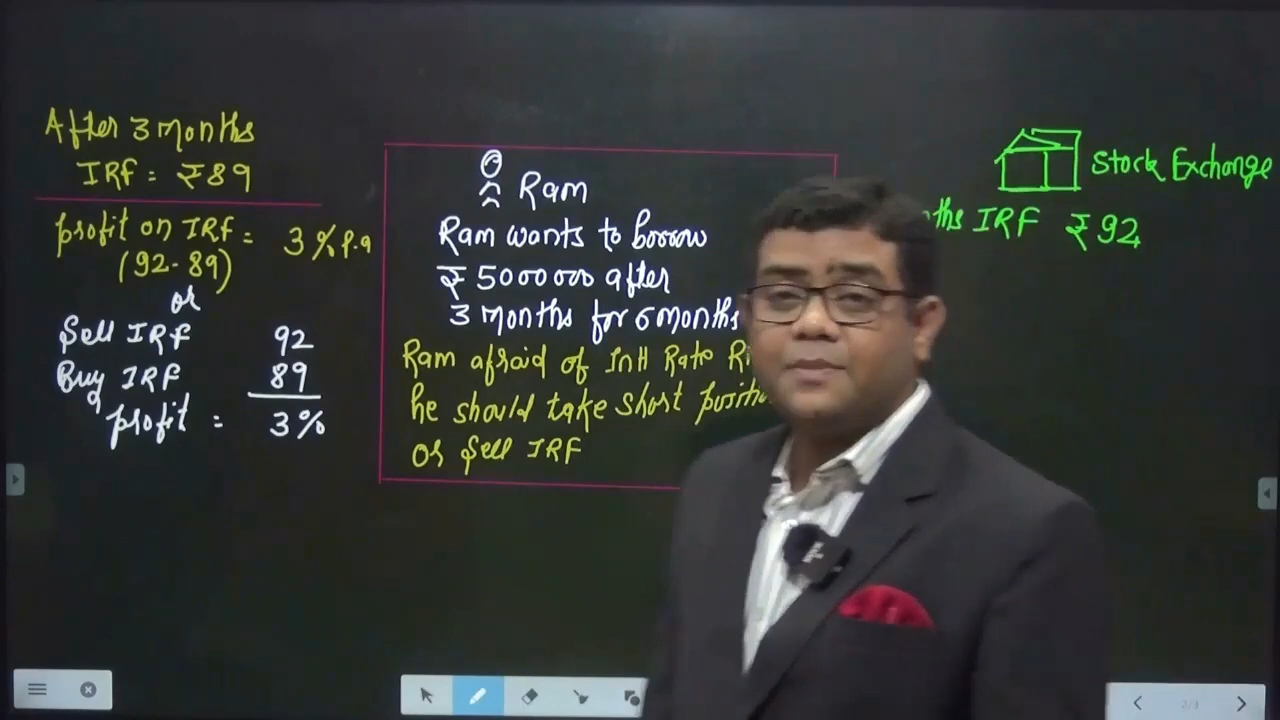 After 3 months
IRF = ₹89
profit on IRF = 3% p.a
(92-89)
or
Sell IRF 92
Buy IRF 89
profit = 3%
Ram
Ram wants to borrow
₹ 5000000 after
3 months for 6 months
Ram afraid of Intt Rate
he should take short
or Sell IRF
Stock Exchange
IRF ₹92
2/3